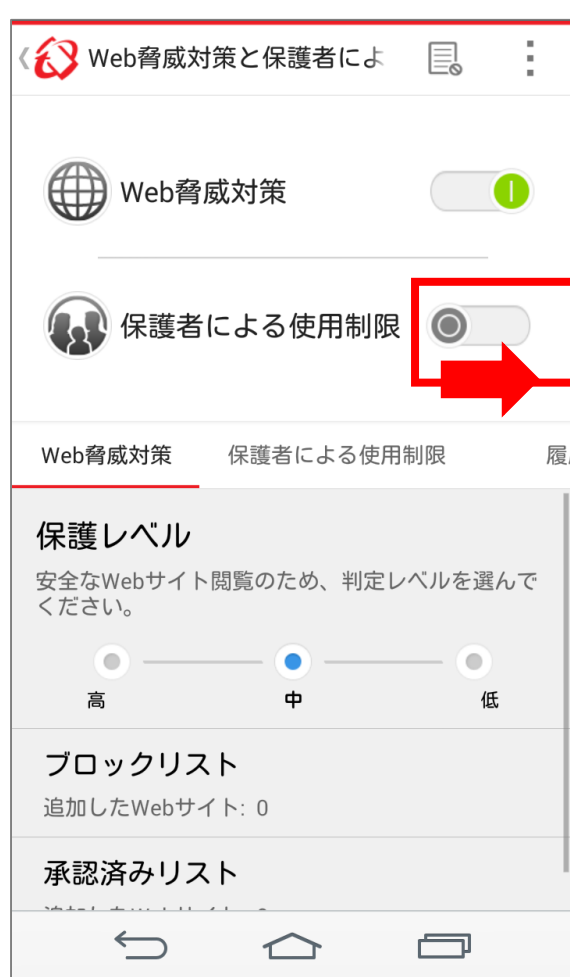 Web脅威対策と保護者によ
Web脅威対策
保護者による使用制限
Web脅威対策 保護者による使用制限 履
保護レベル
安全なWebサイト閲覧のため、判定レベルを選んで
ください。
高 中 低
ブロックリスト
追加したWebサイト: 0
承認済みリスト